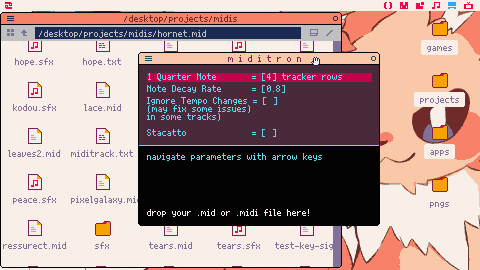 /desktop/projects/midis
/desktop/projects/midis/hornet.mid
hope.sfx
hope.txt
kodou.sfx
lace.mid
leaves2.mid
miditrack.txt
peace.sfx
pixelgalaxy.mid
ressurect.mid
sfx
tears.mid
tears.sfx
test-key-sig
miditron
1 Quarter Note = [4] tracker rows
Note Decay Rate = [0.8]
Ignore Tempo Changes = [ ]
(may fix some issues)
in some tracks)
Stacatto = [ ]
navigate parameters with arrow keys
drop your .mid or .midi file here!
games
projects
apps
pngs